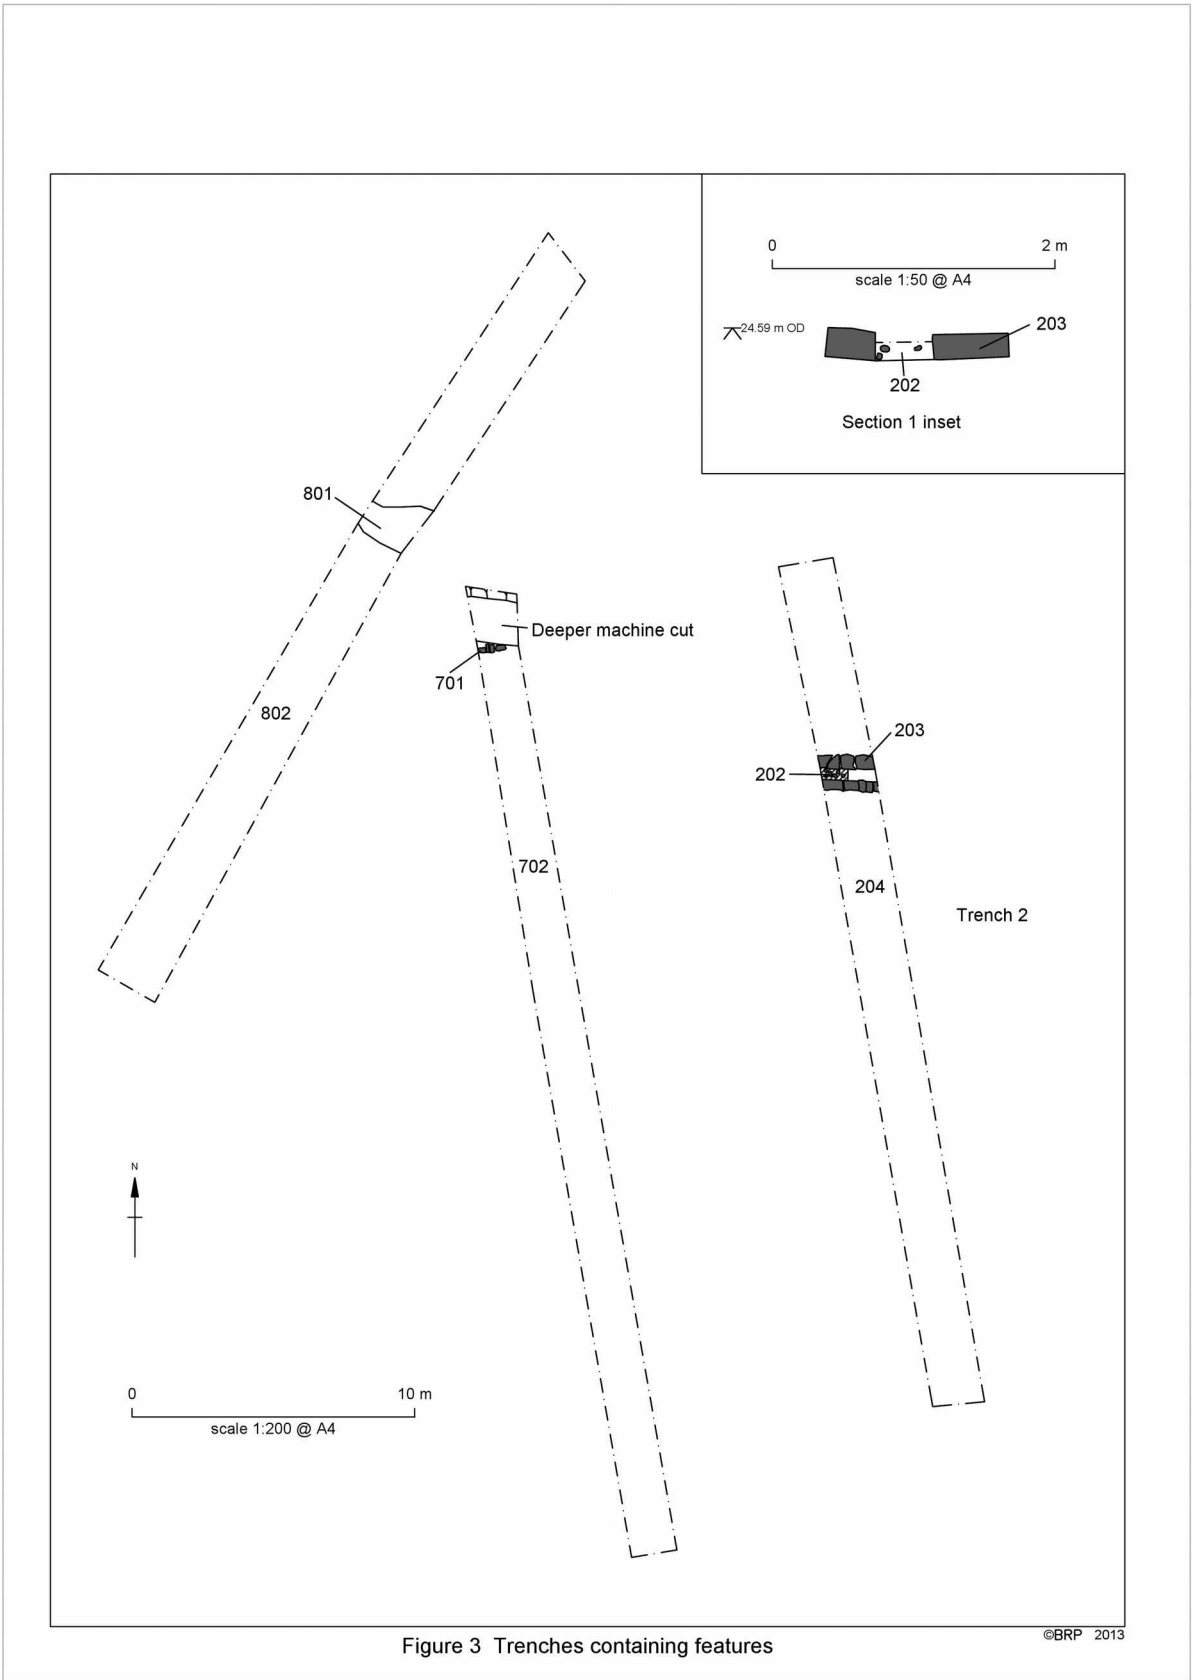 0 2 m
scale 1:50 @ A4
24.59 m OD
203
202
Section 1 inset
801
Deeper machine cut
701
802
203
202
702
204
Trench 2
N
0 10 m
scale 1:200 @ A4
©BRP 2013
Figure 3 Trenches containing features